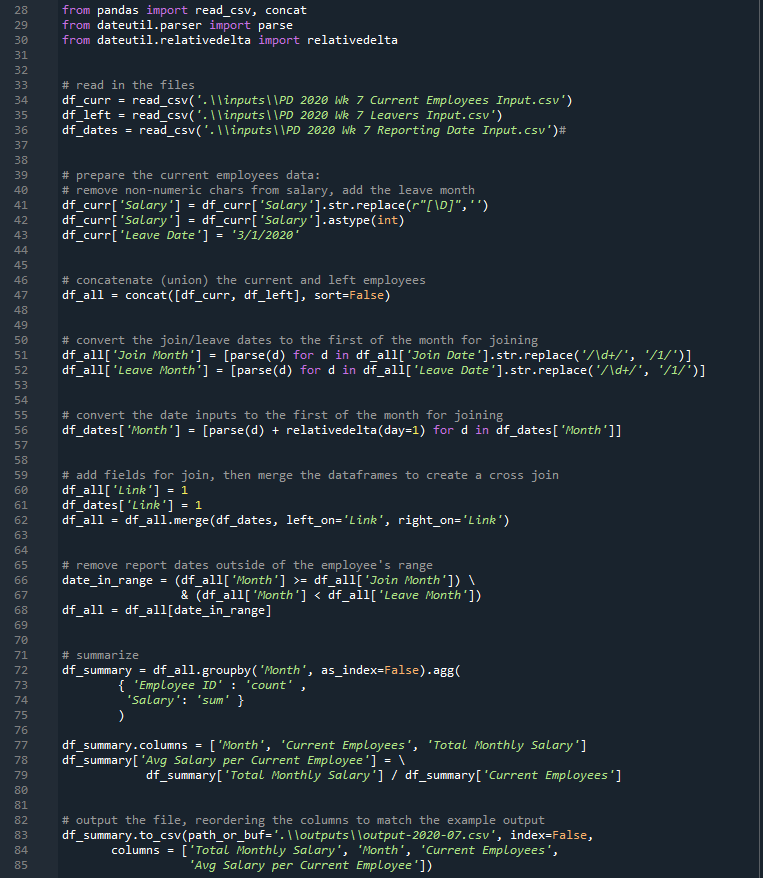 28 from pandas import read_csv, concat
29 from dateutil.parser import parse
30 from dateutil.relativedelta import relativedelta
31
32
33 # read in the files
34 df_curr = read_csv('.\\inputs\\PD 2020 Wk 7 Current Employees Input.csv')
35 df_left = read_csv('.\\inputs\\PD 2020 Wk 7 Leavers Input.csv')
36 df_dates = read_csv('.\\inputs\\PD 2020 Wk 7 Reporting Date Input.csv')#
37
38
39 # prepare the current employees data:
40 # remove non-numeric chars from salary, add the leave month
41 df_curr['Salary'] = df_curr['Salary'].str.replace(r"[\D]",'')
42 df_curr['Salary'] = df_curr['Salary'].astype(int)
43 df_curr['Leave Date'] = '3/1/2020'
44
45
46 # concatenate (union) the current and left employees
47 df_all = concat([df_curr, df_left], sort=False)
48
49
50 # convert the join/leave dates to the first of the month for joining
51 df_all['Join Month'] = [parse(d) for d in df_all['Join Date'].str.replace('/\d+/', '/1/')]
52 df_all['Leave Month'] = [parse(d) for d in df_all['Leave Date'].str.replace('/\d+/', '/1/')]
53
54
55 # convert the date inputs to the first of the month for joining
56 df_dates['Month'] = [parse(d) + relativedelta(day=1) for d in df_dates['Month']]
57
58
59 # add fields for join, then merge the dataframes to create a cross join
60 df_all['Link'] = 1
61 df_dates['Link'] = 1
62 df_all = df_all.merge(df_dates, left_on='Link', right_on='Link')
63
64
65 # remove report dates outside of the employee's range
66 date_in_range = (df_all['Month'] >= df_all['Join Month']) \
67 & (df_all['Month'] < df_all['Leave Month'])
68 df_all = df_all[date_in_range]
69
70
71 # summarize
72 df_summary = df_all.groupby('Month', as_index=False).agg(
73 { 'Employee ID' : 'count' ,
74 'Salary': 'sum' }
75 )
76
77 df_summary.columns = ['Month', 'Current Employees', 'Total Monthly Salary']
78 df_summary['Avg Salary per Current Employee'] = \
79 df_summary['Total Monthly Salary'] / df_summary['Current Employees']
80
81
82 # output the file, reordering the columns to match the example output
83 df_summary.to_csv(path_or_buf='.\\outputs\\output-2020-07.csv', index=False,
84 columns = ['Total Monthly Salary', 'Month', 'Current Employees',
85 'Avg Salary per Current Employee'])